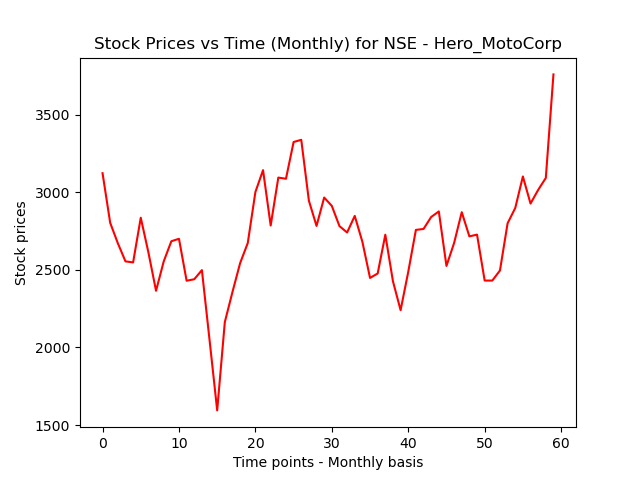 Stock Prices vs Time (Monthly) for NSE - Hero_MotoCorp
Stock prices
3500
3000
2500
2000
1500
0 10 20 30 40 50 60
Time points - Monthly basis